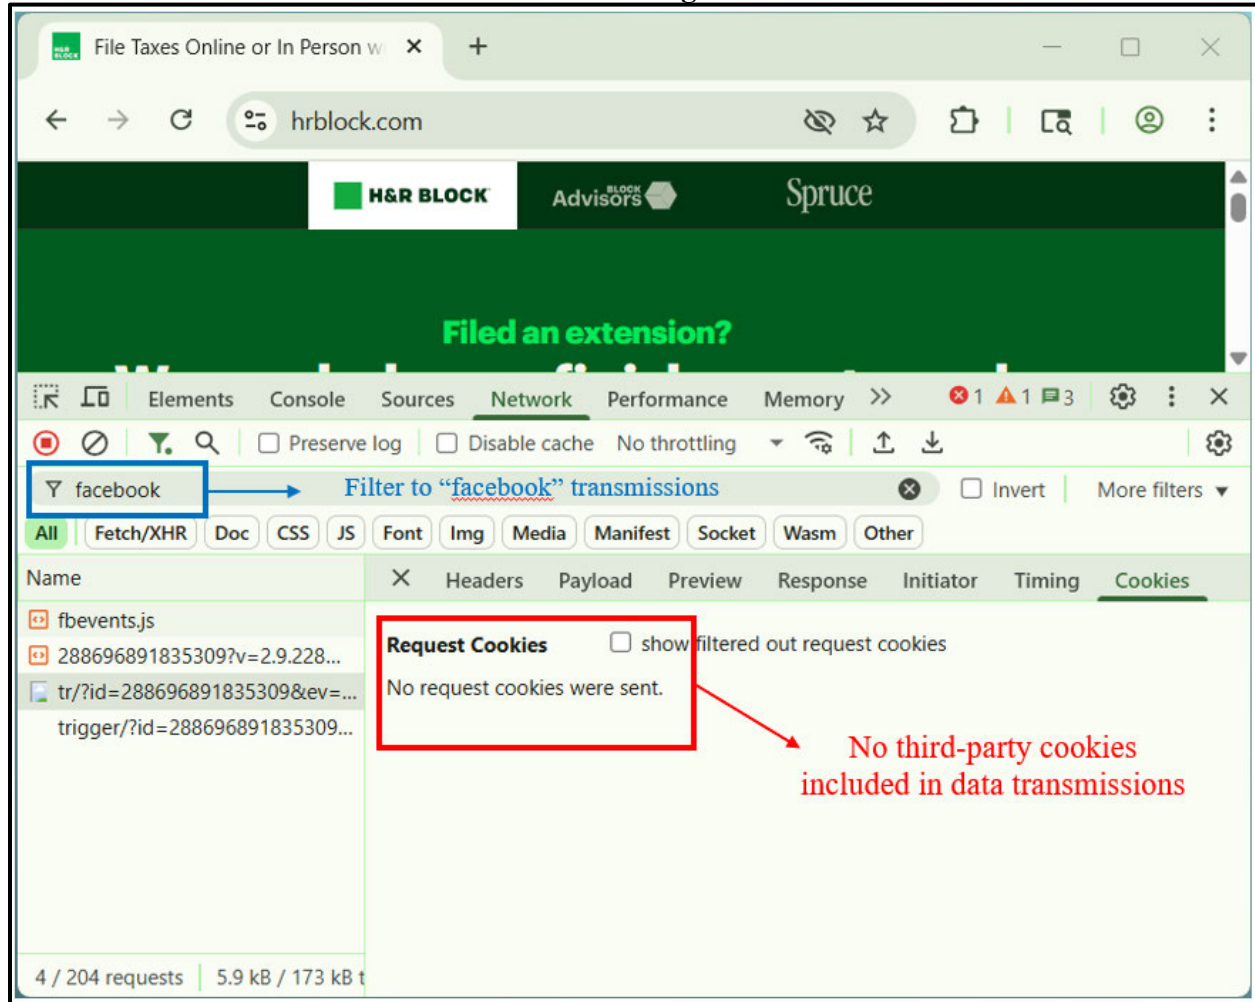 H&R BLOCK
File Taxes Online or In Person w
hrblock.com
H&R BLOCK
BLOCK Advisors
Spruce
Filed an extension?
Elements Console Sources Network Performance Memory >> 1 1 3
Preserve log Disable cache No throttling
facebook Filter to “facebook” transmissions Invert More filters
All Fetch/XHR Doc CSS JS Font Img Media Manifest Socket Wasm Other
Name Headers Payload Preview Response Initiator Timing Cookies
fbevents.js
288696891835309?v=2.9.228...
tr/?id=288696891835309&ev=...
trigger/?id=288696891835309...
Request Cookies show filtered out request cookies
No request cookies were sent.
No third-party cookies
included in data transmissions
4 / 204 requests 5.9 kB / 173 kB t